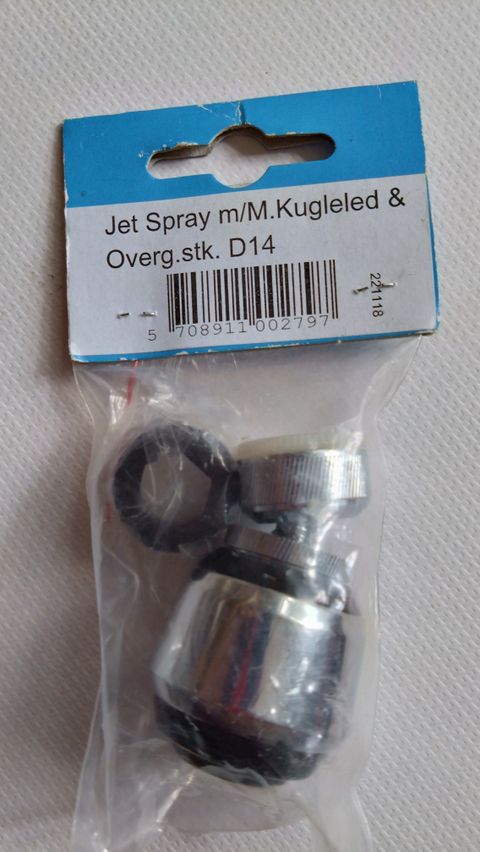 Jet Spray m/M.Kugleled &
Overg.stk. D14
5 708911 002797
221118